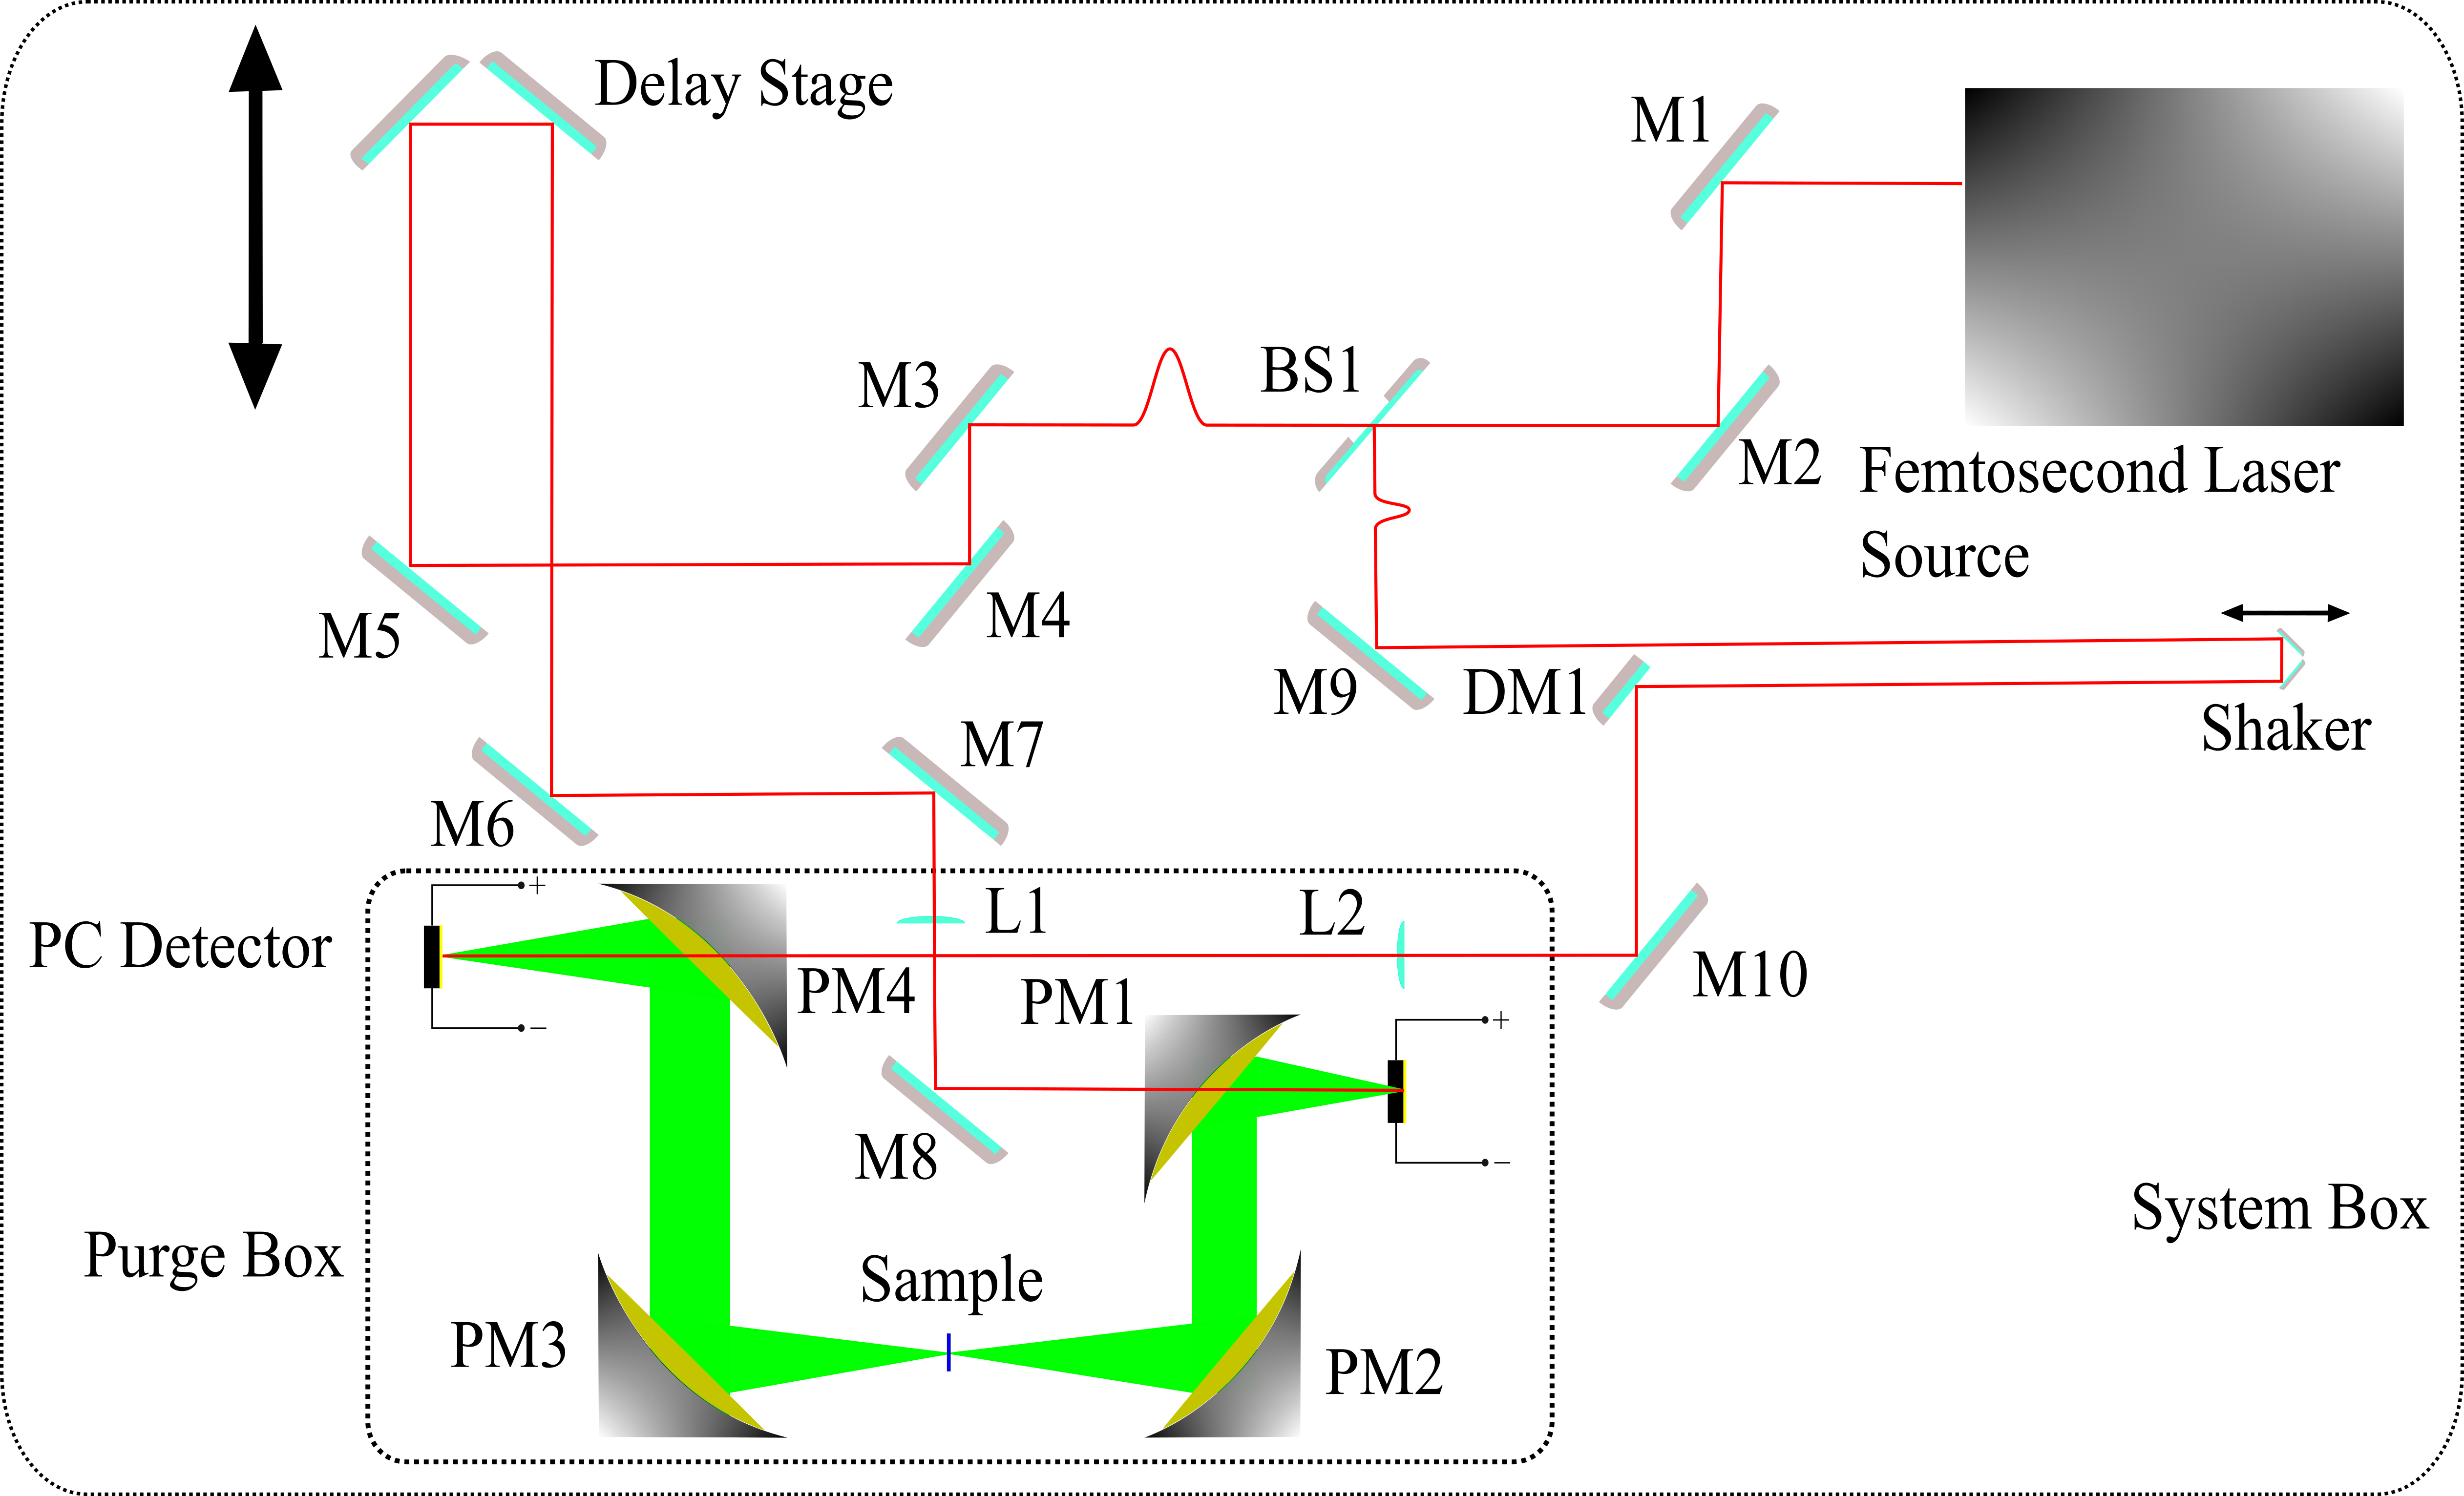 Delay Stage
M1
BS1
M3
M2
Femtosecond Laser
Source
M4
M5
M9
DM1
Shaker
M7
M6
+
L1
L2
PC Detector
PM4
PM1
M10
−
+
M8
−
System Box
Purge Box
Sample
PM3
PM2